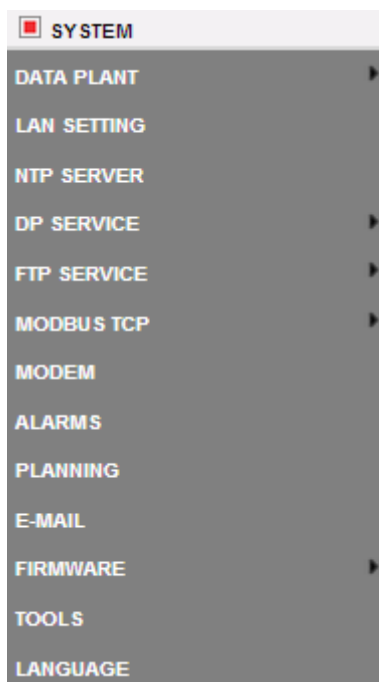 SYSTEM
DATA PLANT
LAN SETTING
NTP SERVER
DP SERVICE
FTP SERVICE
MODBUS TCP
MODEM
ALARMS
PLANNING
E-MAIL
FIRMWARE
TOOLS
LANGUAGE